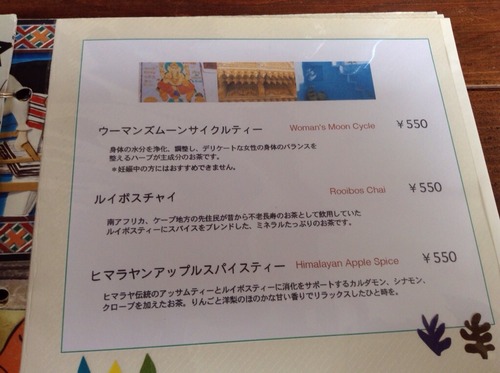 ウーマンズムーンサイクルティー Woman's Moon Cycle ￥550
身体の水分を浄化、調整し、デリケートな女性の身体のバランスを
整えるハーブが主成分のお茶です。
＊妊娠中の方にはおすすめできません。
ルイボスチャイ Rooibos Chai ￥550
南アフリカ、ケープ地方の先住民が昔から不老長寿のお茶として飲用していた
ルイボスティーにスパイスをブレンドした、ミネラルたっぷりのお茶です。
ヒマラヤンアップルスパイスティー Himalayan Apple Spice ￥550
ヒマラヤ伝統のアッサムティーとルイボスティーに消化をサポートするカルダモン、シナモン、
クローブを加えたお茶。りんごと洋梨のほのかな甘い香りでリラックスしたひと時を。